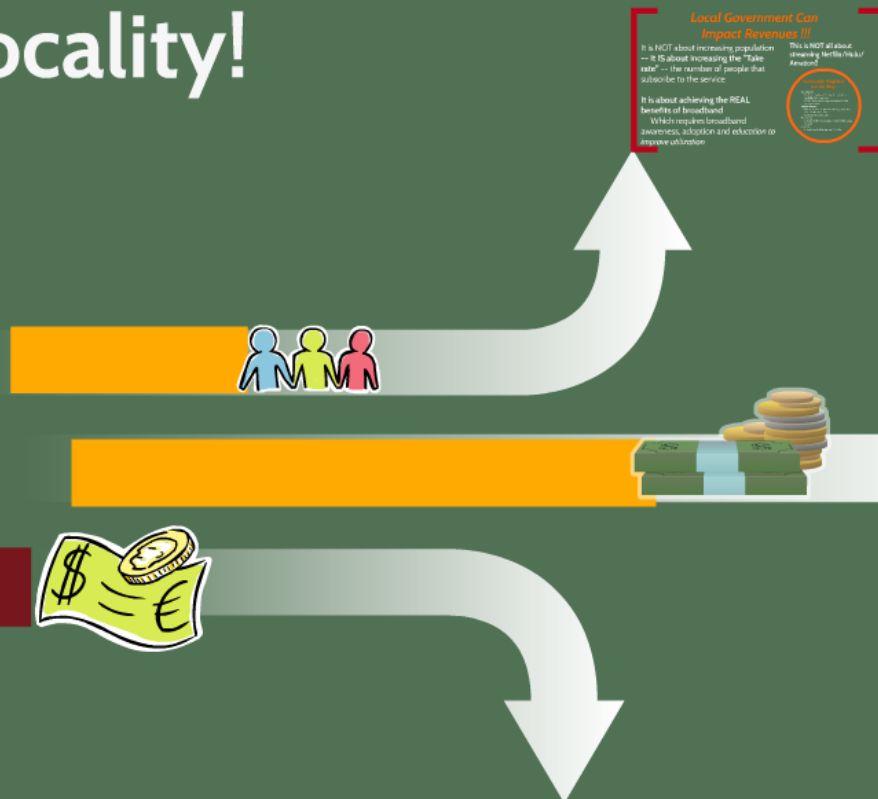 ocality!
Local Government Can
Impact Revenues !!!
It is NOT about increasing population
-- It IS about increasing the "Take
rate" -- the number of people that
subscribe to the service
This is NOT all about
streaming Netflix/Hulu/
Amazon!
It is about achieving the REAL
benefits of broadband
Which requires broadband
awareness, adoption and education to
improve utilization
$
€